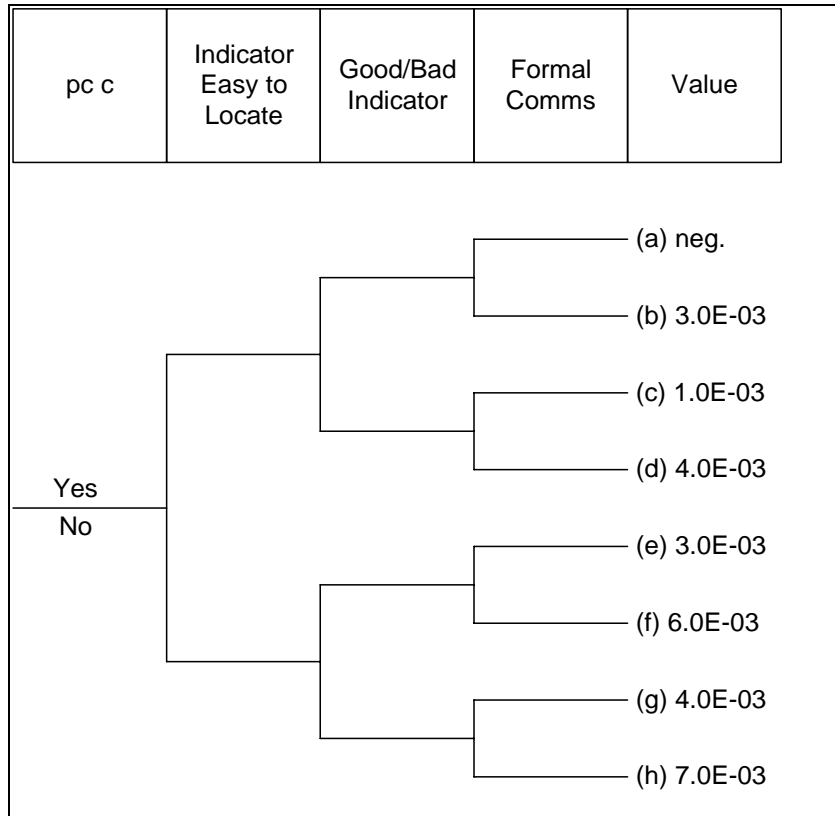 pc c
Indicator
Easy to
Locate
Good/Bad
Indicator
Formal
Comms
Value
(a) neg.
(b) 3.0E-03
(c) 1.0E-03
(d) 4.0E-03
Yes
No
(e) 3.0E-03
(f) 6.0E-03
(g) 4.0E-03
(h) 7.0E-03